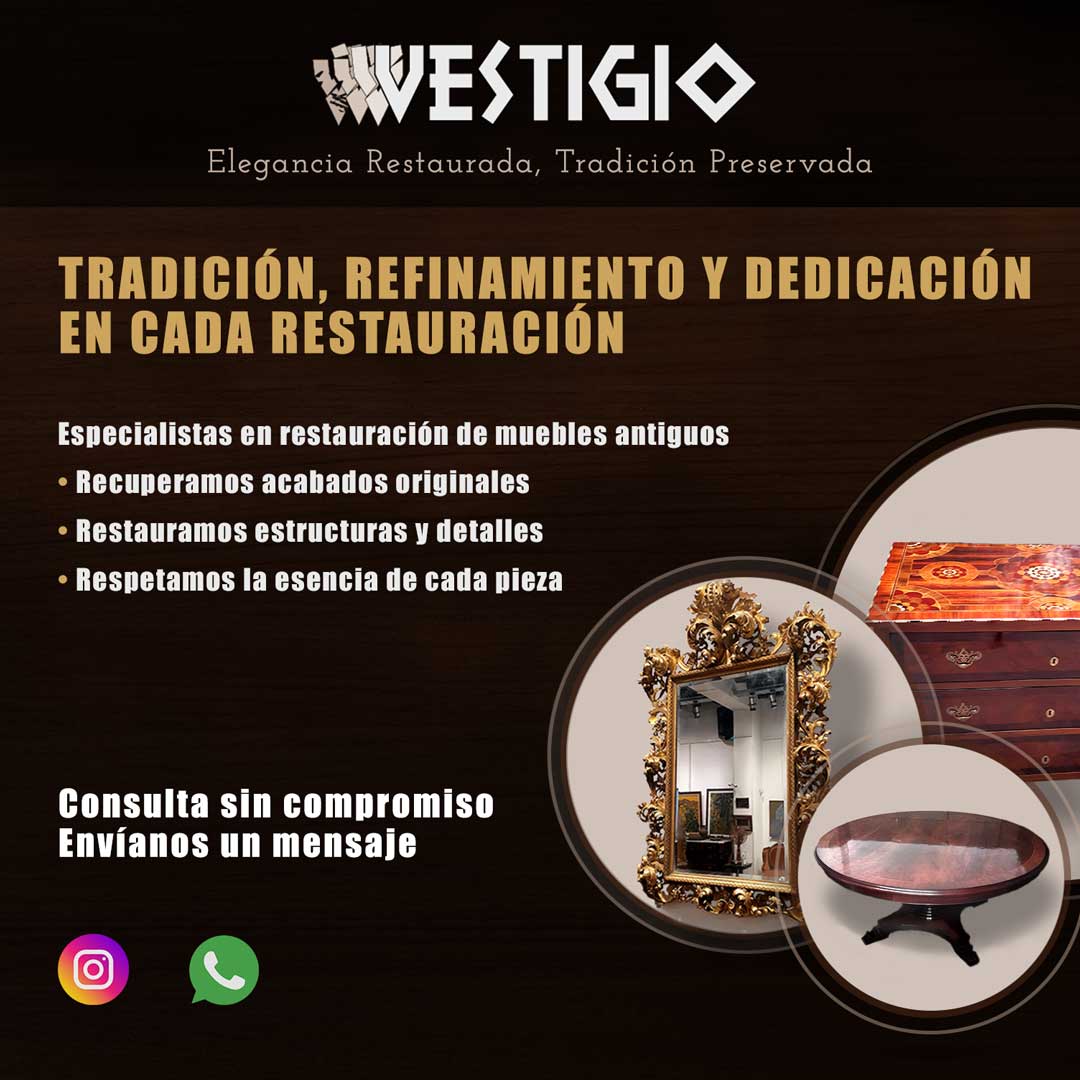 VESTIGIO
Elegancia Restaurada, Tradición Preservada
TRADICIÓN, REFINAMIENTO Y DEDICACIÓN
EN CADA RESTAURACIÓN
Especialistas en restauración de muebles antiguos
• Recuperamos acabados originales
• Restauramos estructuras y detalles
• Respetamos la esencia de cada pieza
Consulta sin compromiso
Envíanos un mensaje